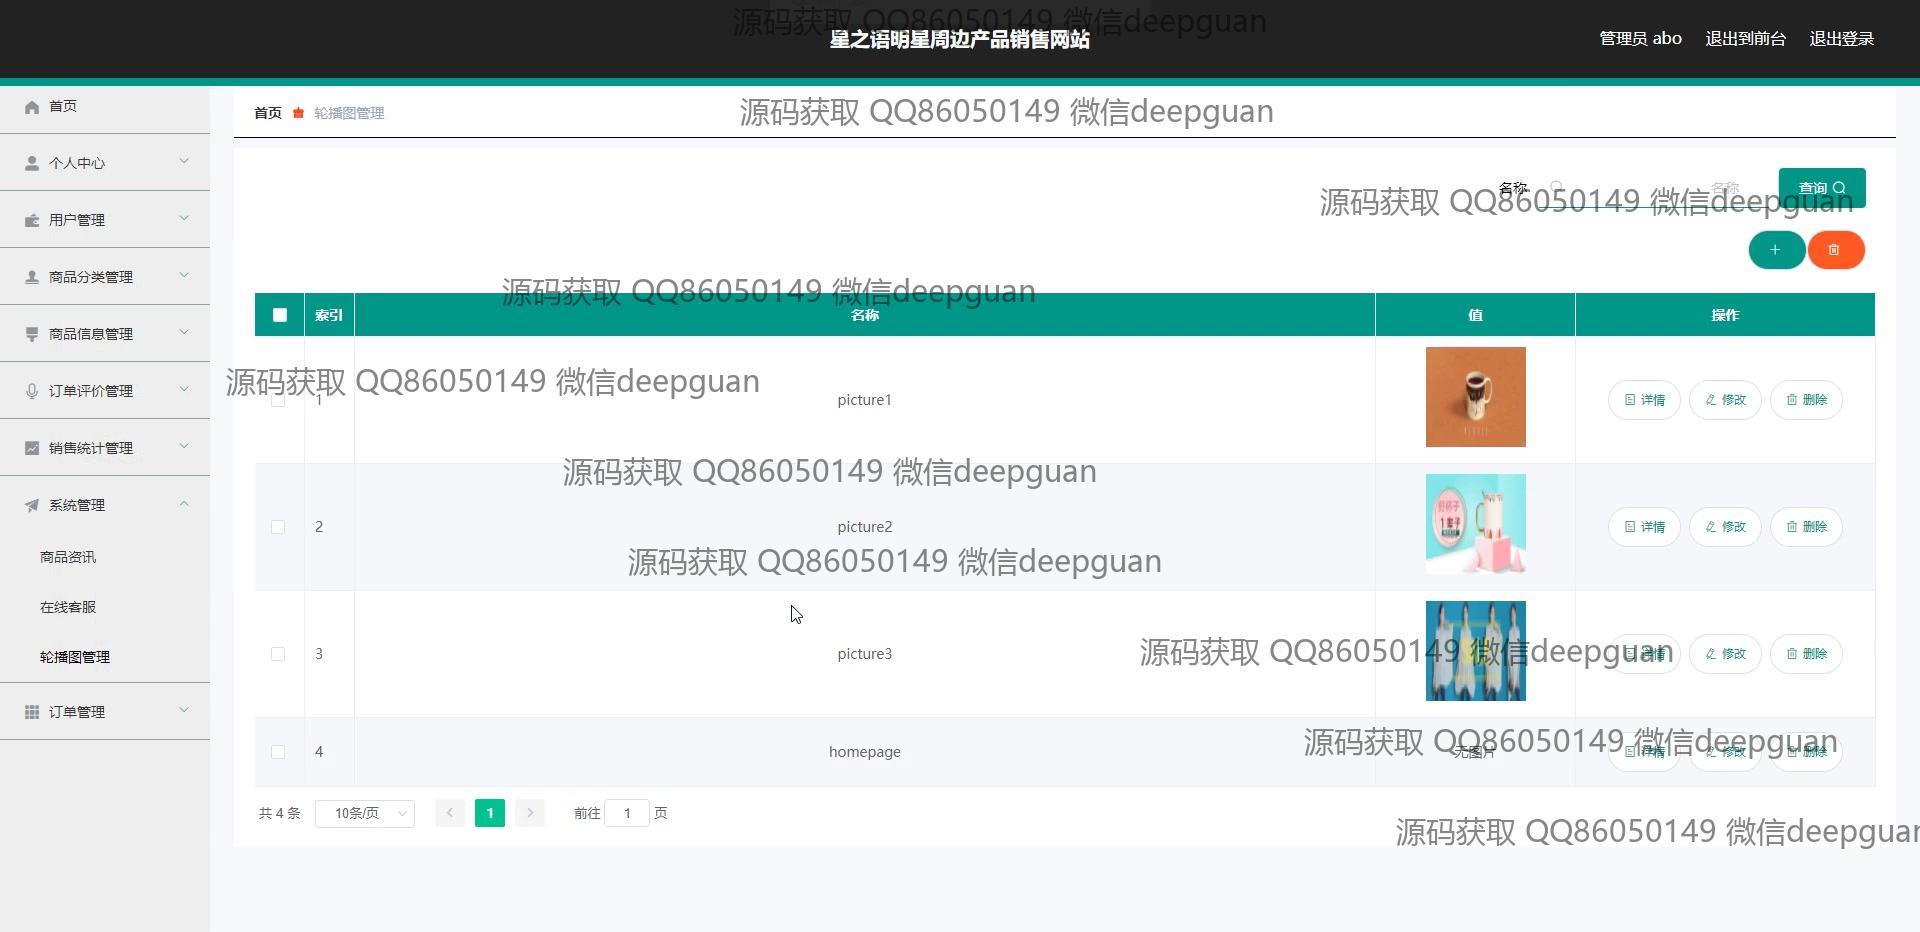 源码获取 QQ86050149 微信deepguan
星之语明星周边产品销售网站
管理员 abo 退出到前台 退出登录
首页
首页 轮播图管理
源码获取 QQ86050149 微信deepguan
个人中心
名称 名称 查询
源码获取 QQ86050149 微信deepguan
用户管理
商品分类管理
源码获取 QQ86050149 微信deepguan
索引 名称 值 操作
商品信息管理
源码获取 QQ86050149 微信deepguan
订单评价管理
1 picture1 详情 修改 删除
销售统计管理
源码获取 QQ86050149 微信deepguan
系统管理
好杯子
1辈子
2 picture2 详情 修改 删除
商品资讯
源码获取 QQ86050149 微信deepguan
在线客服
轮播图管理
3 picture3 详情 修改 删除
源码获取 QQ86050149 微信deepguan
订单管理
源码获取 QQ86050149 微信deepguan
4 homepage 无图片 详情 修改 删除
共 4 条 10条/页 1 前往 1 页
源码获取 QQ86050149 微信deepguan